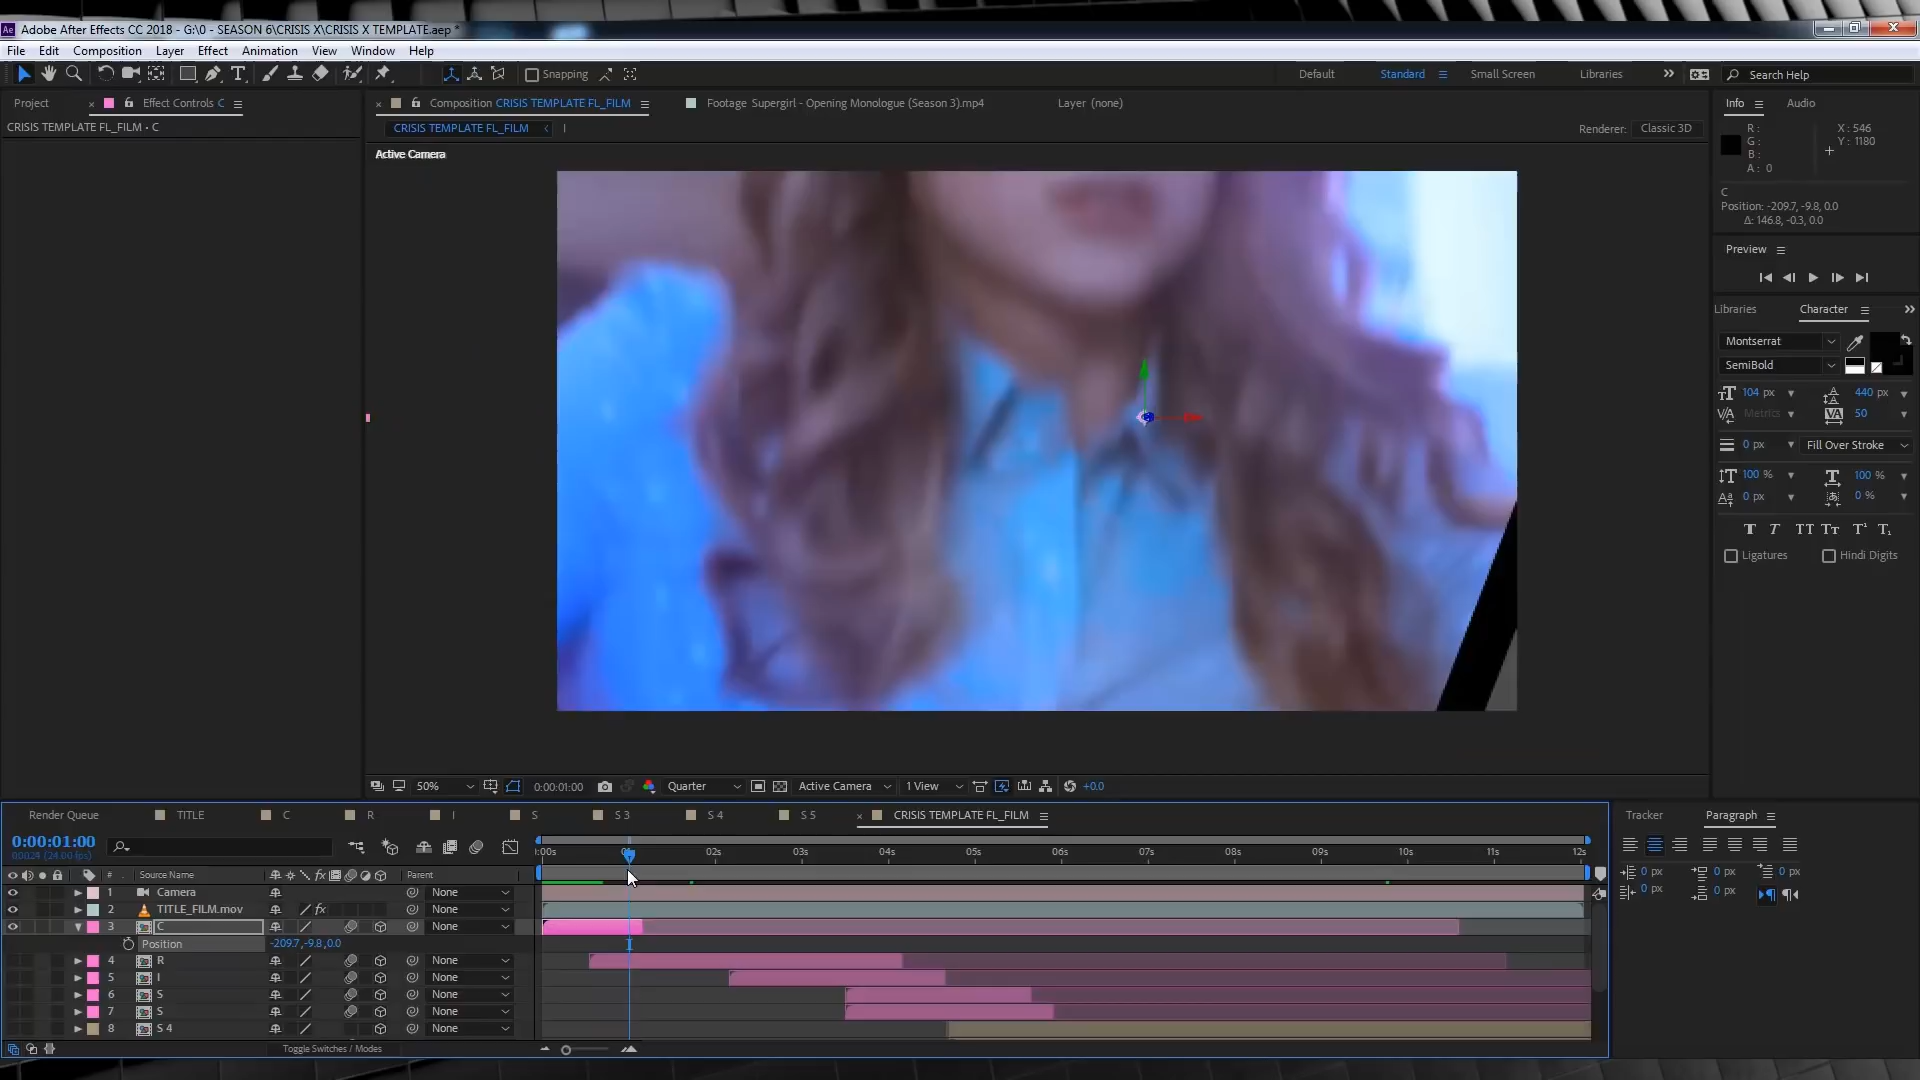 Adobe After Effects CC 2018 - G:\0 - SEASON 6\CRISIS X\CRISIS X TEMPLATE.aep *
File Edit Composition Layer Effect Animation View Window Help
Snapping Default Standard Small Screen Libraries Search Help
Project Effect Controls C Composition CRISIS TEMPLATE FL_FILM Footage Supergirl - Opening Monologue (Season 3).mp4 Layer (none) Info Audio
CRISIS TEMPLATE FL_FILM • C CRISIS TEMPLATE FL_FILM I Renderer: Classic 3D
Active Camera
R : X : 546
G : Y : 1180
B :
A : 0
C
Position: -209.7, -9.8, 0.0
Δ: 146.8, -0.3, 0.0
Preview
Libraries Character
Montserrat
SemiBold
104 px 440 px
Metrics 50
0 px Fill Over Stroke
100 % 100 %
0 px 0 %
T T TT Tt T¹ T₁
Ligatures Hindi Digits
50% 0:00:01:00 Quarter Active Camera 1 View +0.0
Render Queue TITLE C R I S S 3 S 4 S 5 CRISIS TEMPLATE FL_FILM Tracker Paragraph
0:00:01:00
00024 (24.00 fps)
:00s 01s 02s 03s 04s 05s 06s 07s 08s 09s 10s 11s 12s
# Source Name Parent
1 Camera None
2 TITLE_FILM.mov None
3 C None
Position -209.7,-9.8,0.0
4 R None
5 I None
6 S None
7 S None
8 S 4 None
Toggle Switches / Modes
0 px 0 px 0 px
0 px 0 px